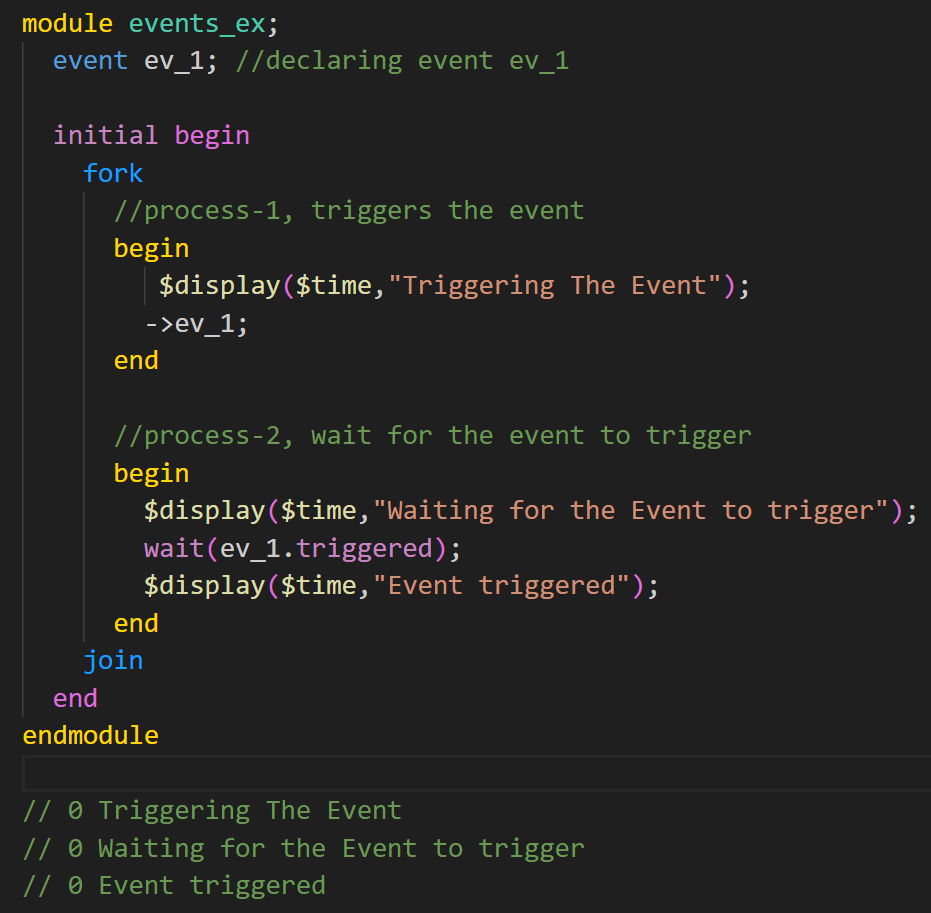 module events_ex;
  event ev_1; //declaring event ev_1

  initial begin
    fork
      //process-1, triggers the event
      begin
         $display($time,"Triggering The Event");
        ->ev_1;
      end

      //process-2, wait for the event to trigger
      begin
        $display($time,"Waiting for the Event to trigger");
        wait(ev_1.triggered);
        $display($time,"Event triggered");
      end
    join
  end
endmodule

// 0 Triggering The Event
// 0 Waiting for the Event to trigger
// 0 Event triggered